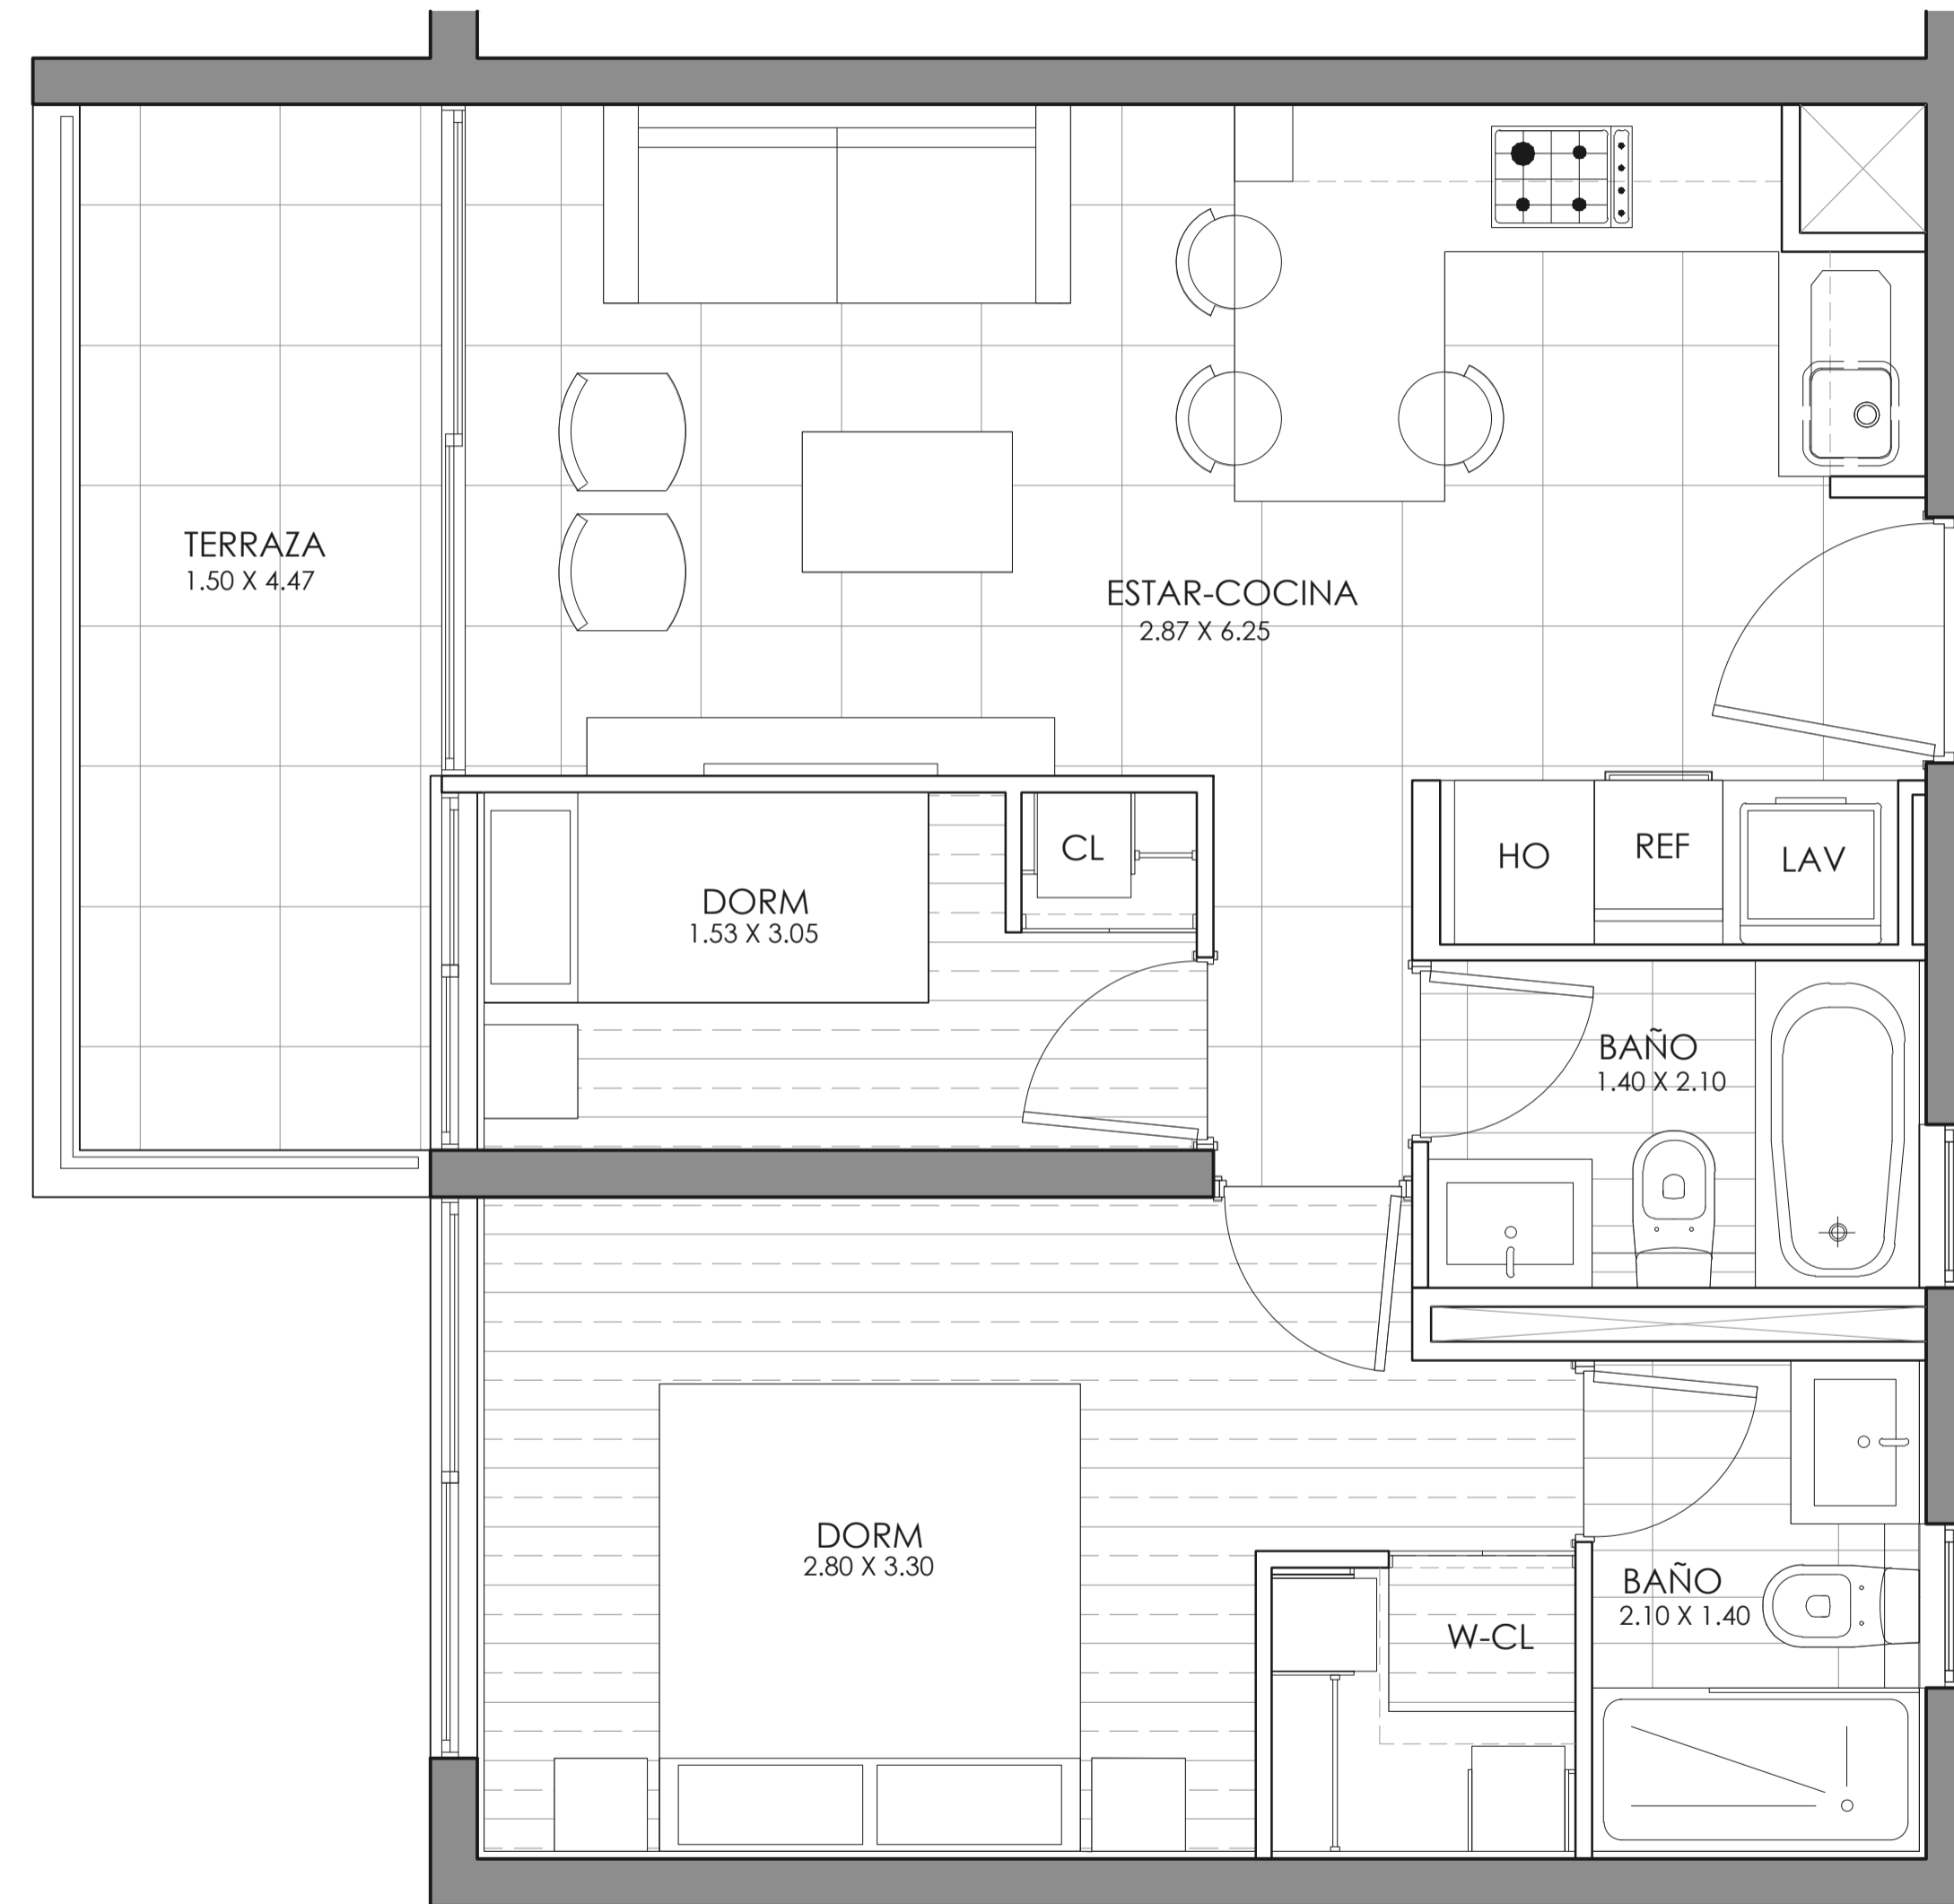 TERRAZA
1.50 X 4.47
ESTAR-COCINA
2.87 X 6.25
CL
HO
REF
LAV
DORM
1.53 X 3.05
BAÑO
1.40 X 2.10
DORM
2.80 X 3.30
BAÑO
2.10 X 1.40
W-CL